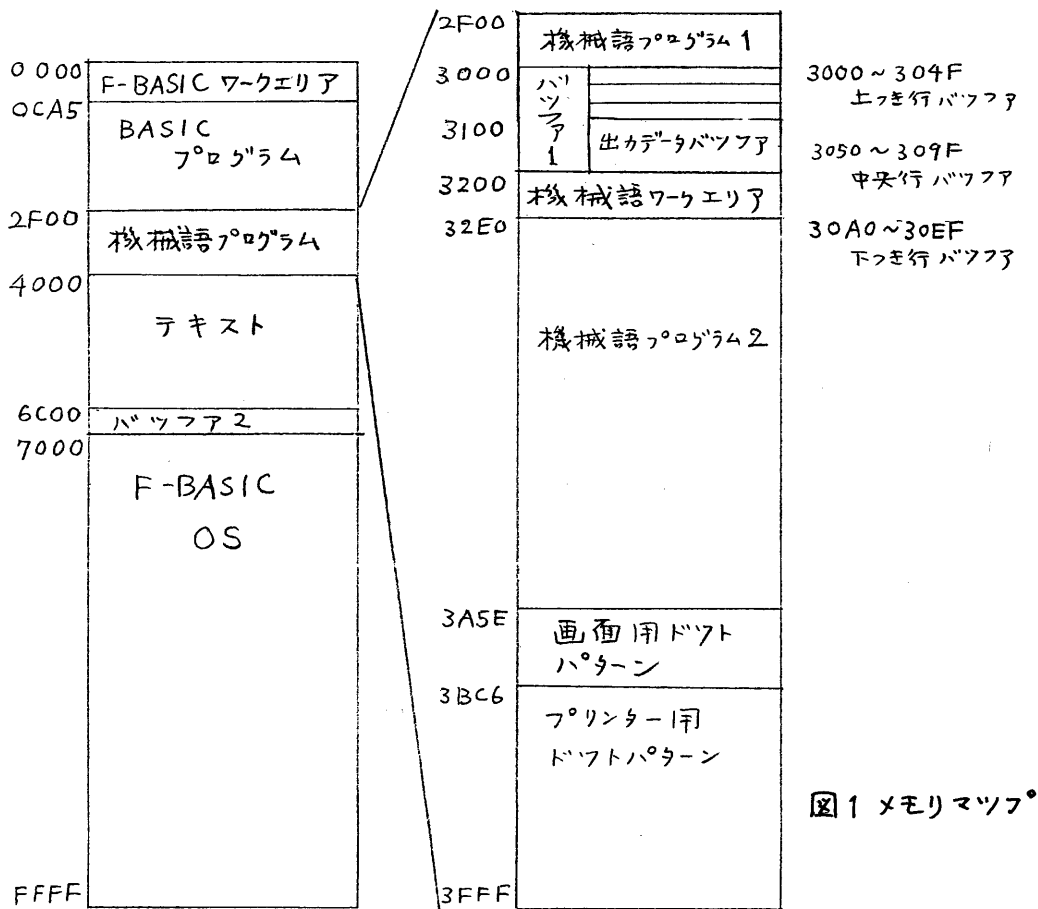 0000
F-BASIC ワークエリア
0CA5
BASIC
プログラム
2F00
機械語プログラム
4000
テキスト
6C00
バッファ2
7000
F-BASIC
OS
FFFF
2F00
機械語プログラム1
3000
バッファ1
3100
出力データバッファ
3200
機械語ワークエリア
32E0
機械語プログラム2
3A5E
画面用ドット
パターン
3BC6
プリンター用
ドットパターン
3FFF
3000~304F
上つき行バッファ
3050~309F
中央行バッファ
30A0~30EF
下つき行バッファ
図1 メモリマップ